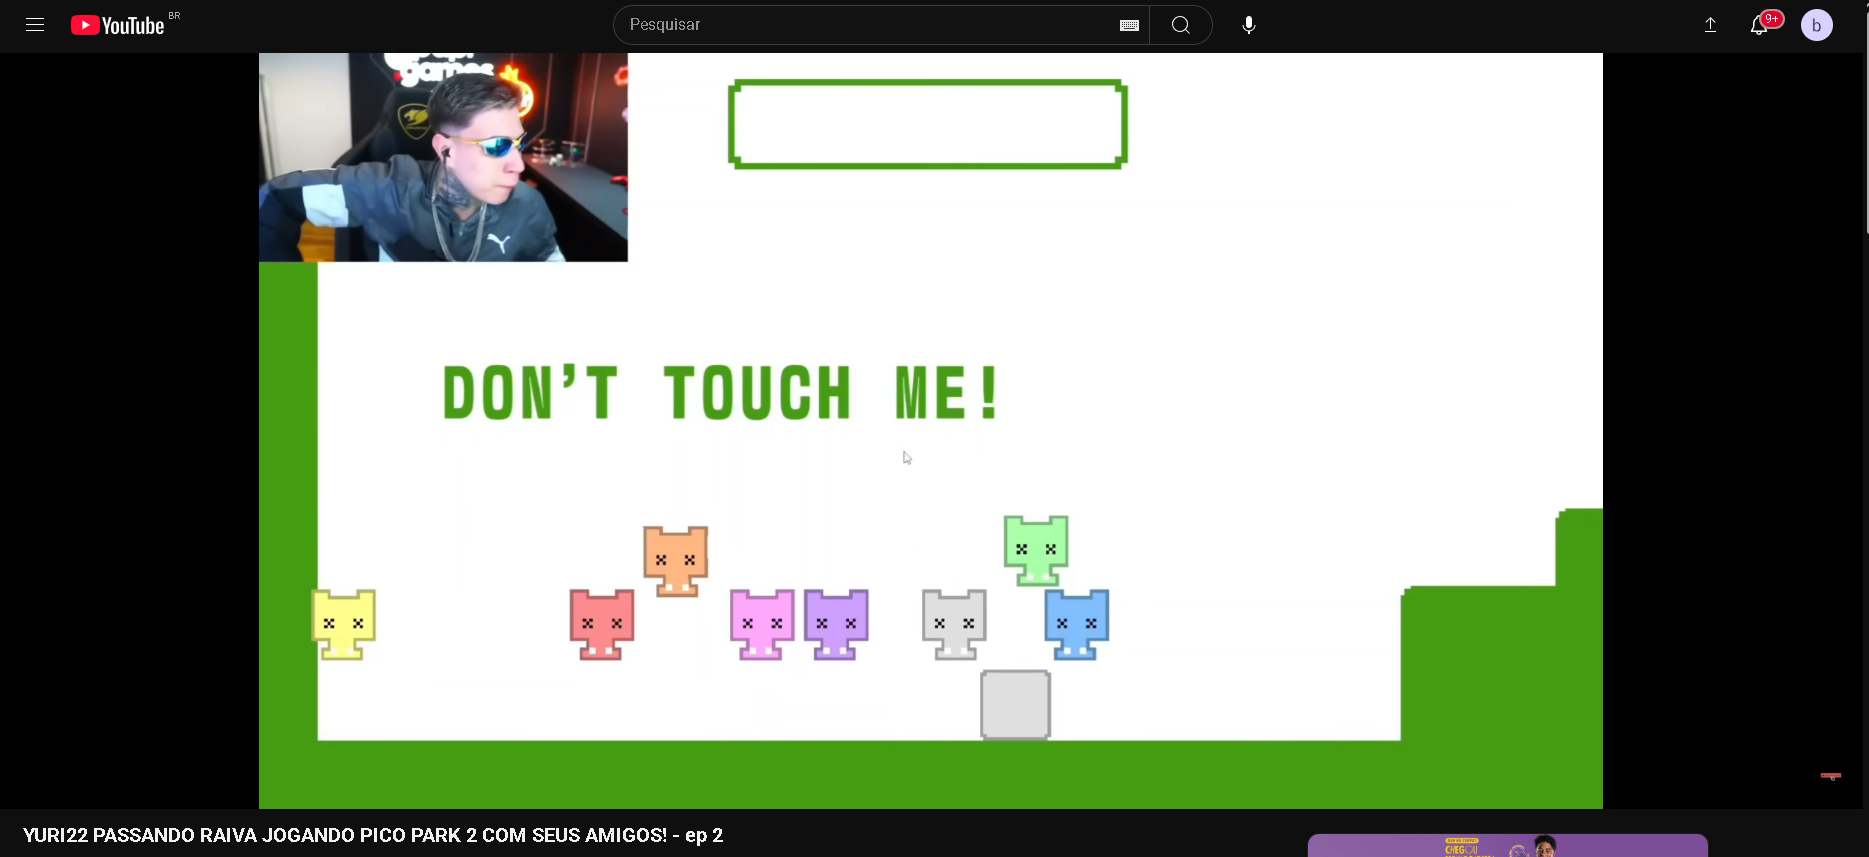 YouTube BR
Pesquisar
9+
b
games
DON'T TOUCH ME!
YURI22 PASSANDO RAIVA JOGANDO PICO PARK 2 COM SEUS AMIGOS! - ep 2
CHEGOU